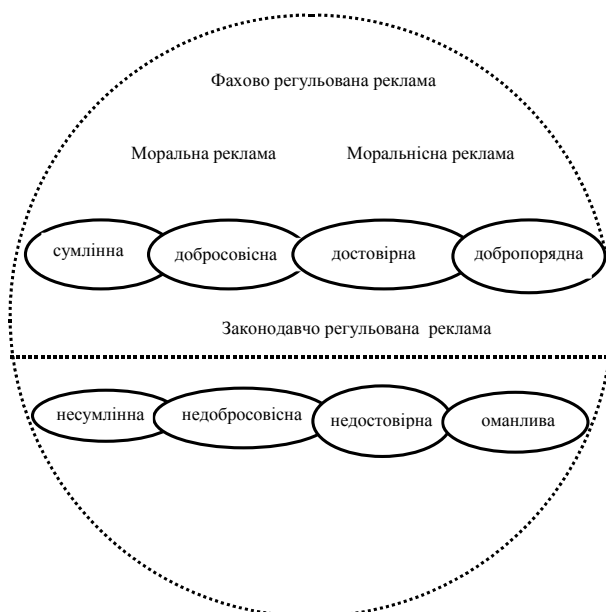 Фахово регульована реклама
Моральна реклама Моральнісна реклама
сумлінна добросовісна достовірна добропорядна
Законодавчо регульована реклама
несумлінна недобросовісна недостовірна оманлива